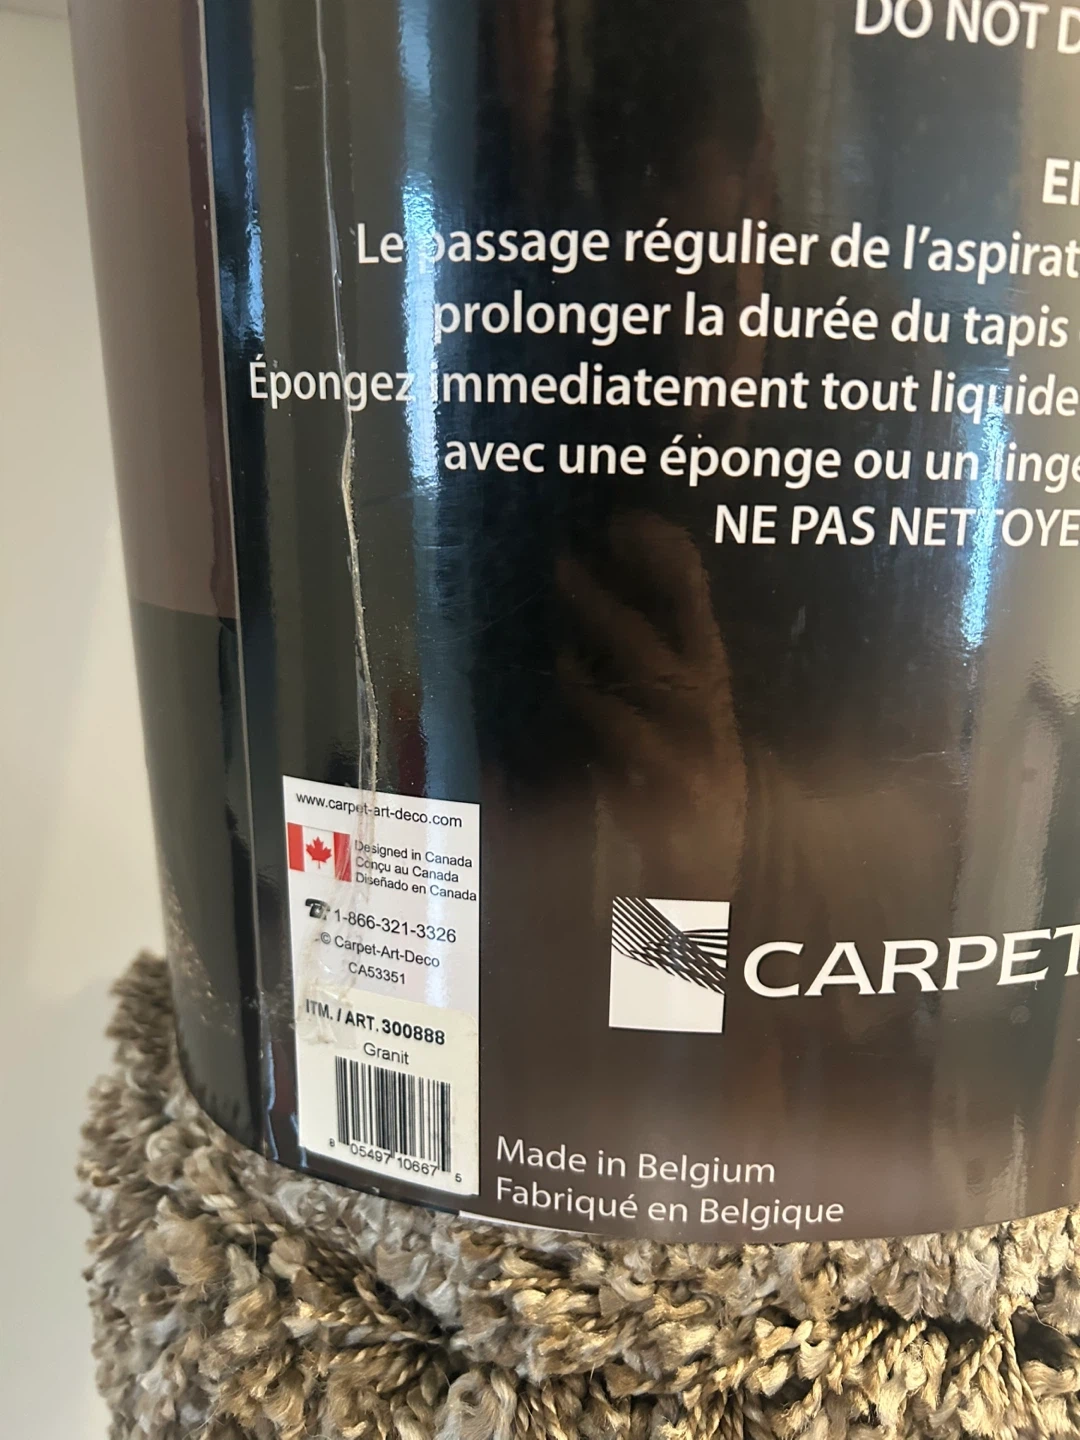 DO NOT
Le passage régulier de l'aspirat
prolonger la durée du tapis
Épongez immediatement tout liquide
avec une éponge ou un linge
NE PAS NETTOYE
www.carpet-art-deco.com
Designed in Canada
Conçu au Canada
Diseñado en Canada
1-866-321-3326
© Carpet-Art-Deco
CA53351
ITM. / ART. 300888
Granit
8 05497 10667 5
CARPET
Made in Belgium
Fabriqué en Belgique